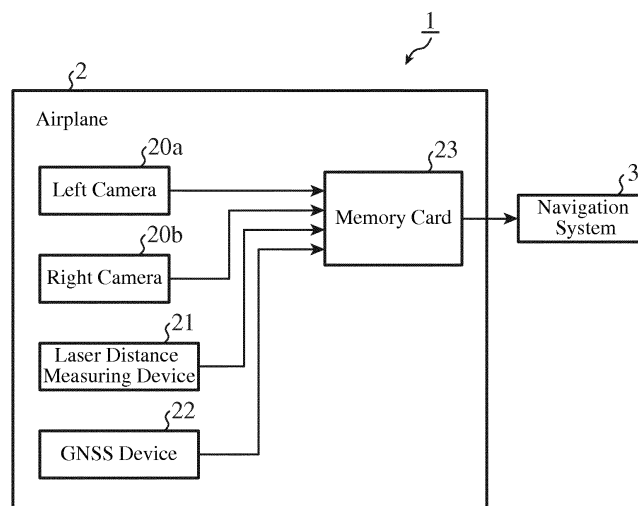 1
2
Airplane
20a
Left Camera
20b
Right Camera
21
Laser Distance
Measuring Device
22
GNSS Device
23
Memory Card
3
Navigation
System